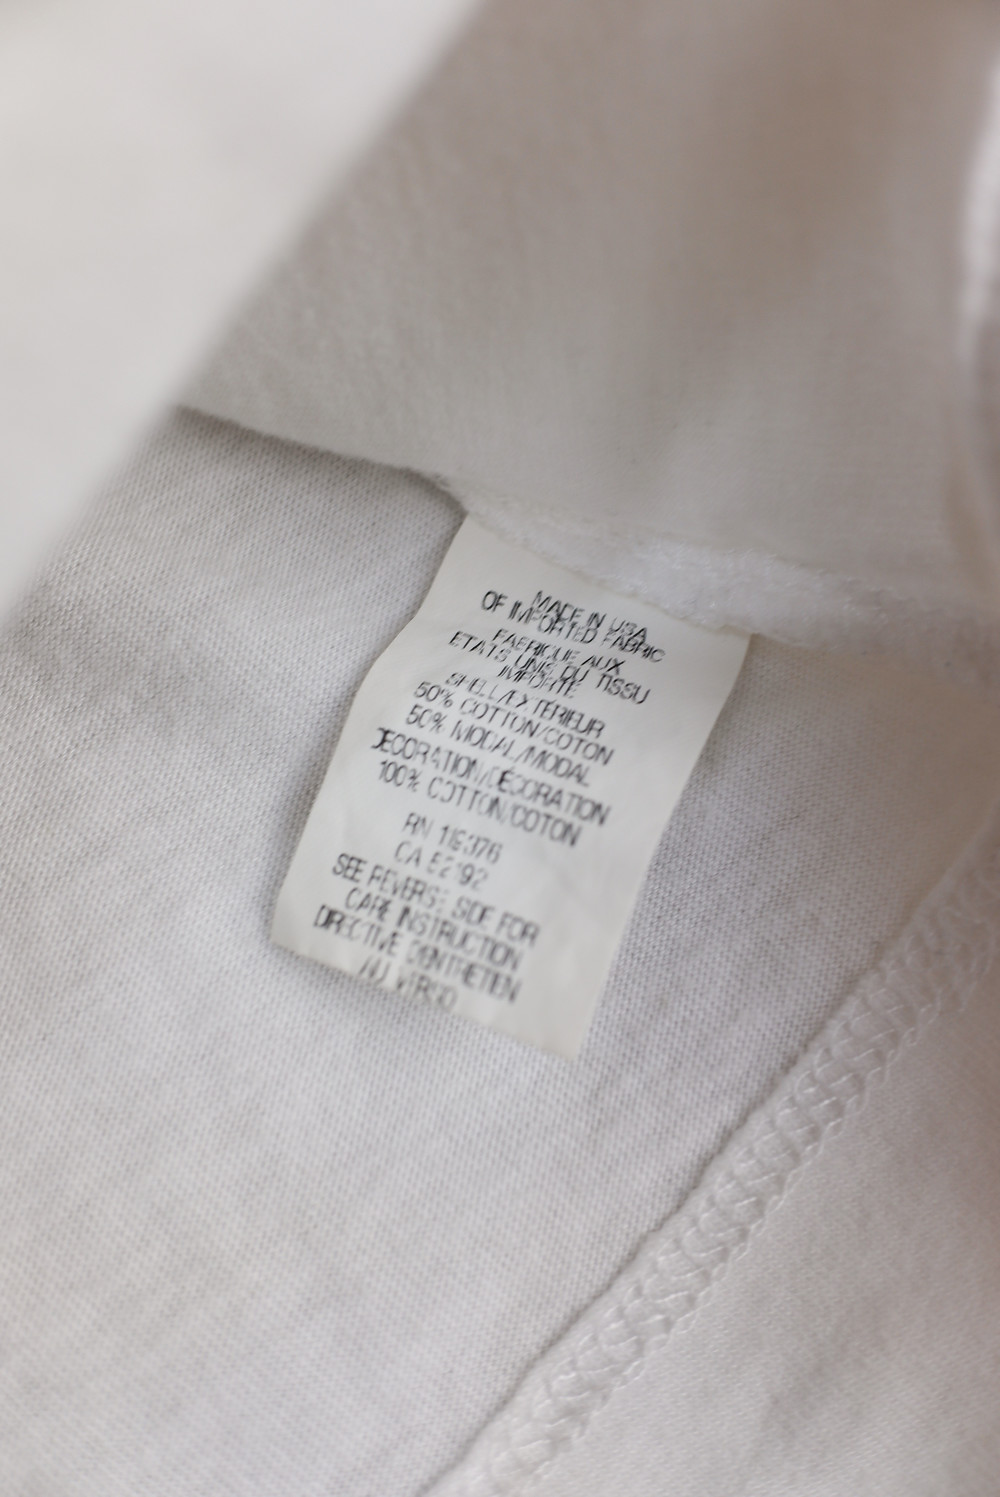 MADE IN USA
OF IMPORTED FABRIC
FABRIQUE AUX
ETATS UNIS DU TISSU
IMPORTE
SHELL/EXTERIEUR
50% COTTON/COTON
50% MODAL/MODAL
DECORATION/DÉCORATION
100% COTTON/COTON
RN 119376
CA
SEE REVERSE SIDE FOR
CARE INSTRUCTION
DIRECTIVE D'ENTRETIEN
AU VERSO